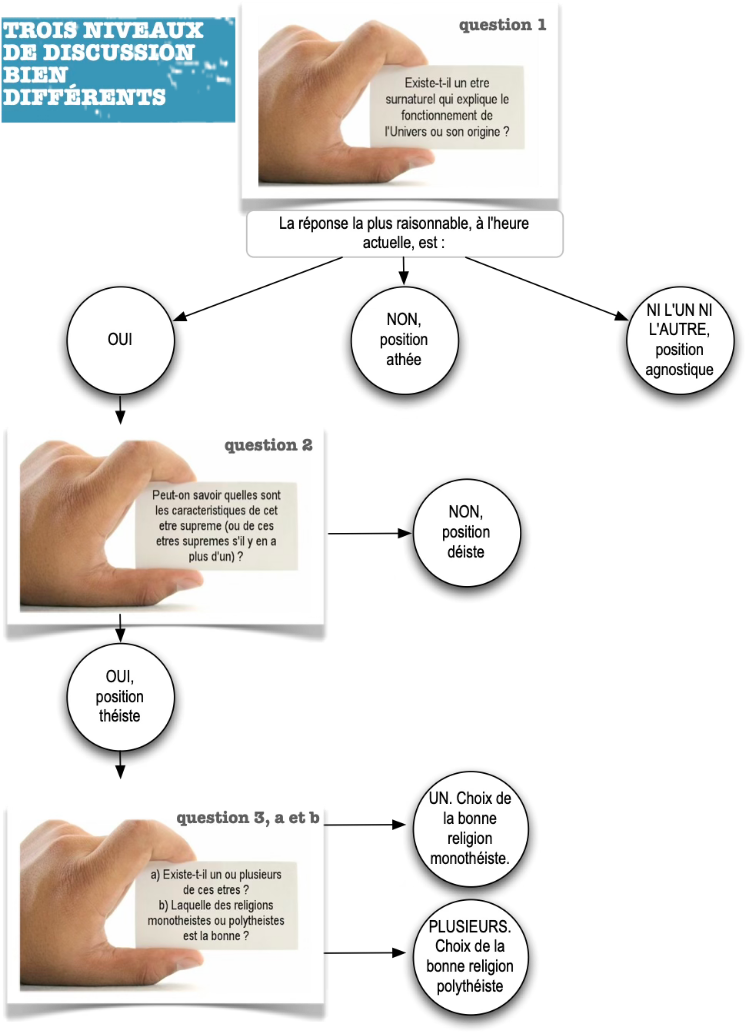 TROIS NIVEAUX
DE DISCUSSION
BIEN
DIFFÉRENTS
question 1
Existe-t-il un etre
surnaturel qui explique le
fonctionnement de
l'Univers ou son origine ?
La réponse la plus raisonnable, à l'heure
actuelle, est :
OUI
NON,
position
athée
NI L'UN NI
L'AUTRE,
position
agnostique
question 2
Peut-on savoir quelles sont
les caracteristiques de cet
etre supreme (ou de ces
etres supremes s'il y en a
plus d'un) ?
NON,
position
déiste
OUI,
position
théiste
question 3, a et b
a) Existe-t-il un ou plusieurs
de ces etres ?
b) Laquelle des religions
monotheistes ou polytheistes
est la bonne ?
UN. Choix de
la bonne
religion
monothéiste.
PLUSIEURS.
Choix de la
bonne religion
polythéiste